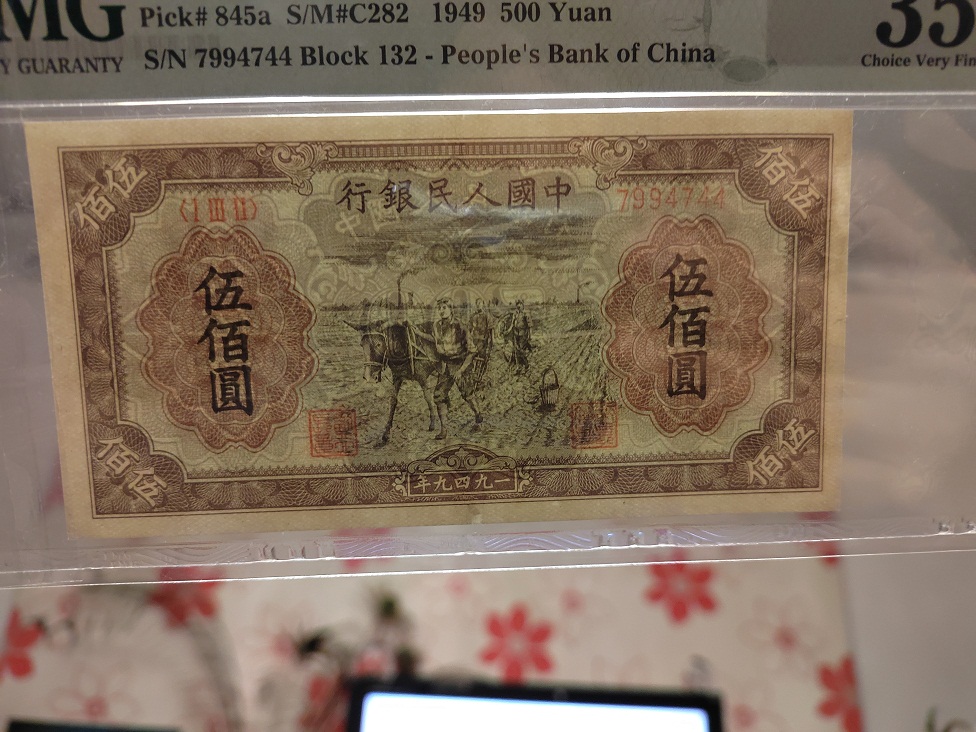 MG Pick# 845a S/M#C282 1949 500 Yuan 35
Y GUARANTY S/N 7994744 Block 132 - People's Bank of China Choice Very Fin
伍佰 行銀民人國中 伍佰
〈I III II〉 7994744
伍佰圓 伍佰圓
伍佰 年九四九一 伍佰